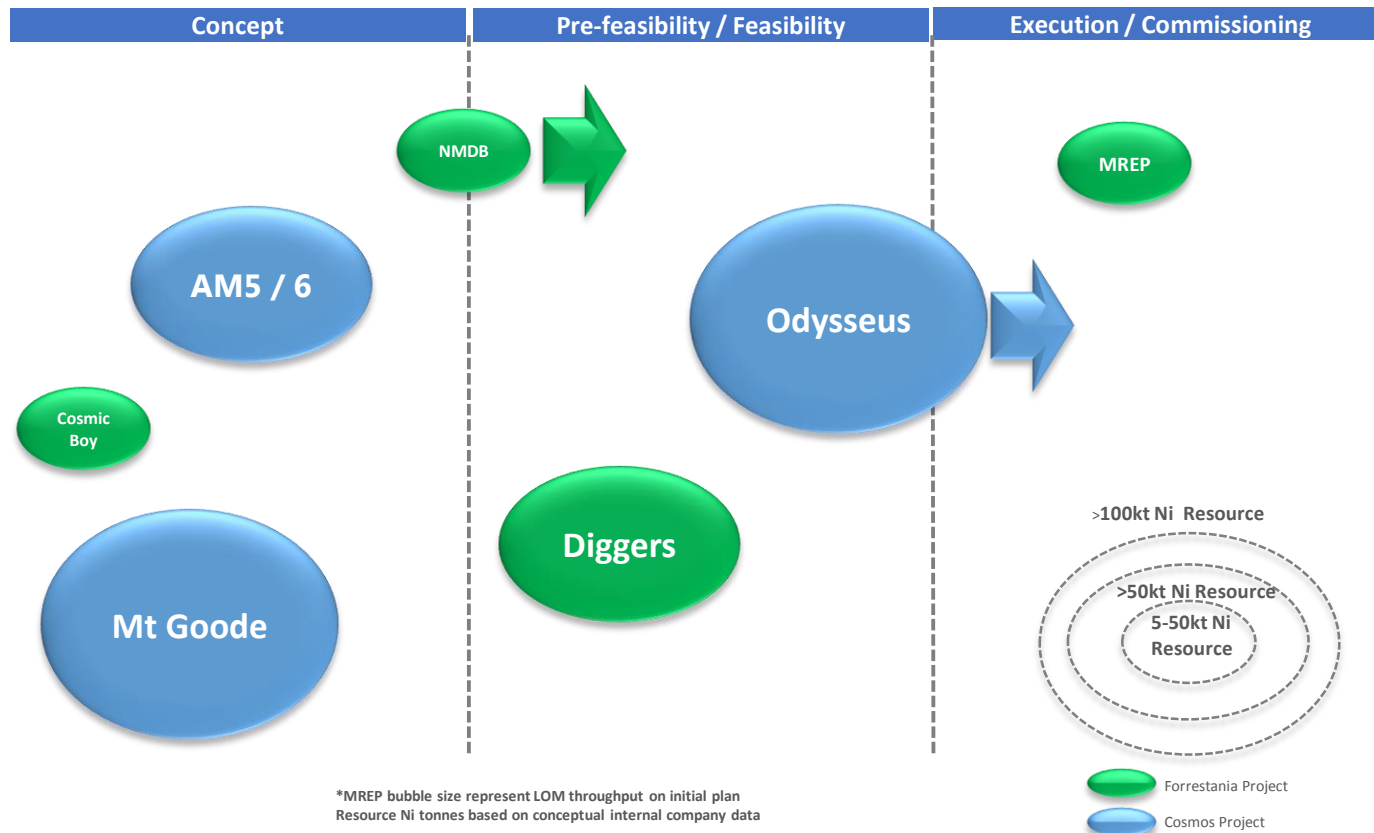 Concept
Pre-feasibility / Feasibility
Execution / Commissioning
NMDB
MREP
AM5 / 6
Odysseus
Cosmic
Boy
Diggers
Mt Goode
>100kt Ni Resource
>50kt Ni Resource
5-50kt Ni
Resource
*MREP bubble size represent LOM throughput on initial plan
Resource Ni tonnes based on conceptual internal company data
Forrestania Project
Cosmos Project